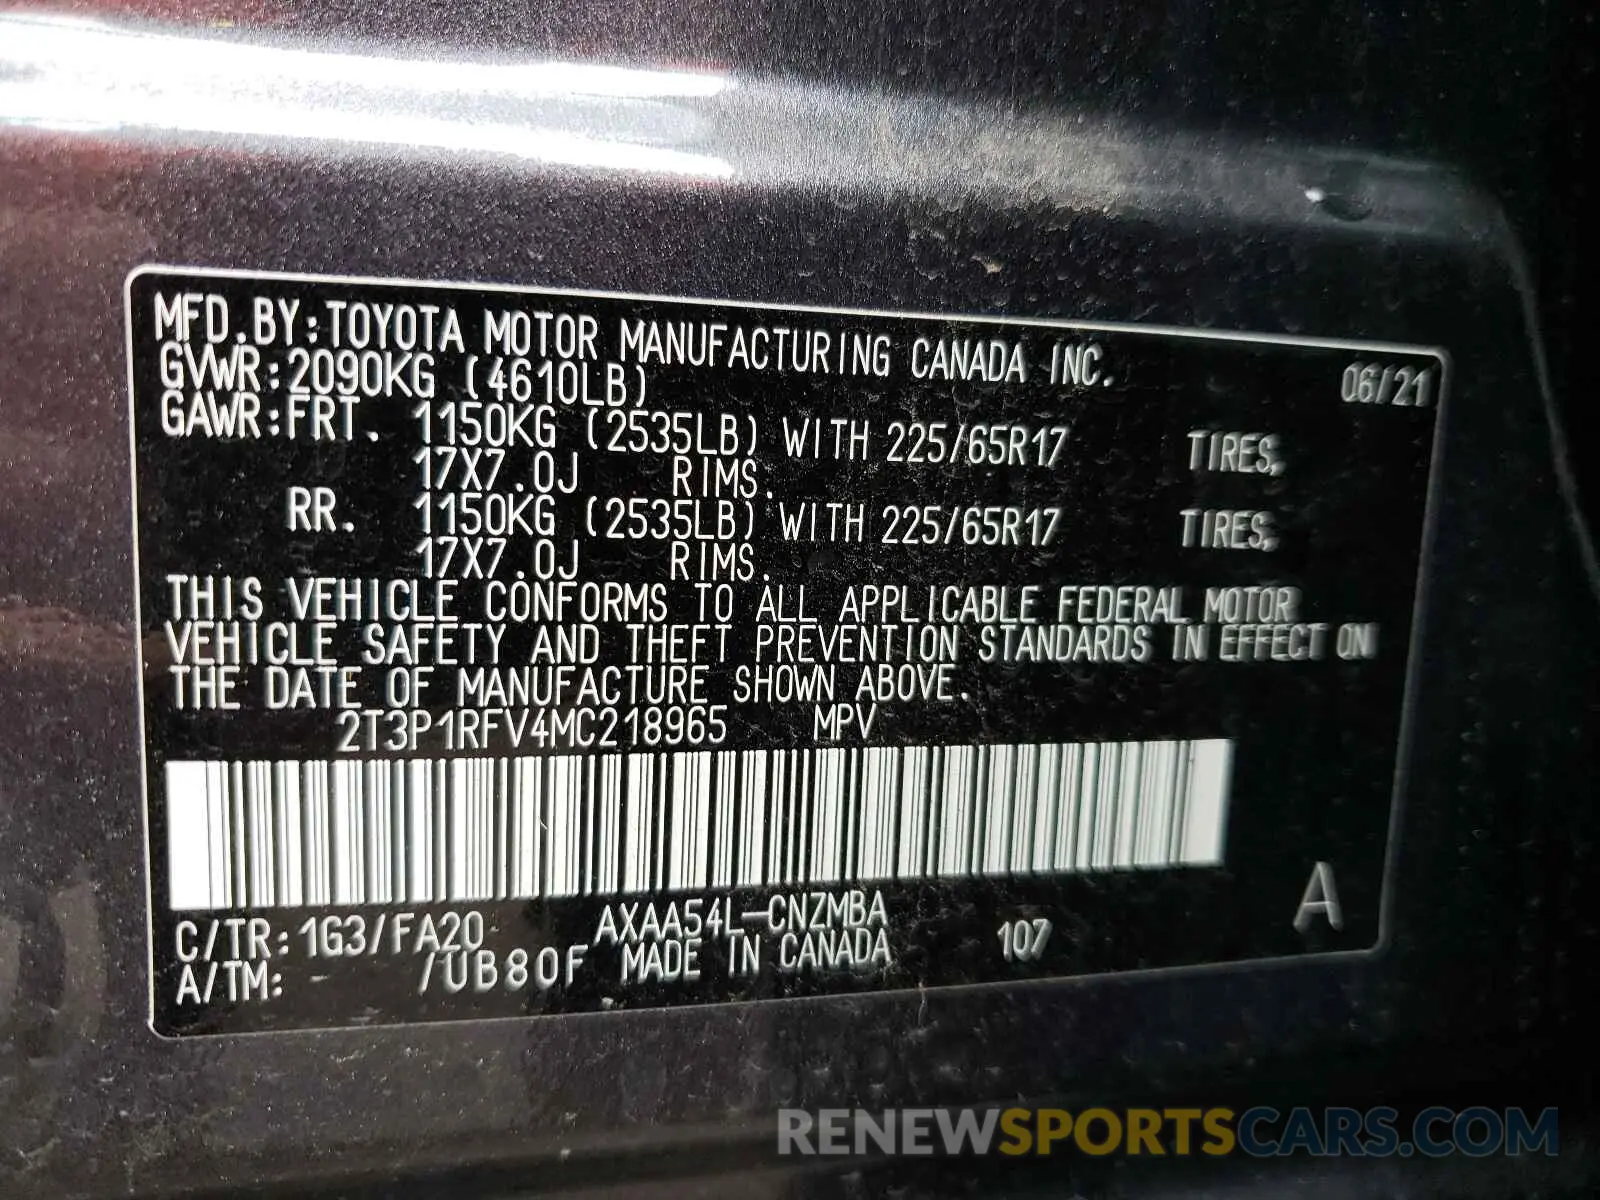 MFD.BY:TOYOTA MOTOR MANUFACTURING CANADA INC. 06/21
GVWR:2090KG (4610LB)
GAWR:FRT. 1150KG (2535LB) WITH 225/65R17 TIRES,
17X7.0J RIMS.
RR. 1150KG (2535LB) WITH 225/65R17 TIRES,
17X7.0J RIMS.
THIS VEHICLE CONFORMS TO ALL APPLICABLE FEDERAL MOTOR
VEHICLE SAFETY AND THEFT PREVENTION STANDARDS IN EFFECT ON
THE DATE OF MANUFACTURE SHOWN ABOVE.
2T3P1RFV4MC218965 MPV
C/TR:1G3/FA20 AXAA54L-CNZMBA 107 A
A/TM: - /UB80F MADE IN CANADA
RENEWSPORTSCARS.COM